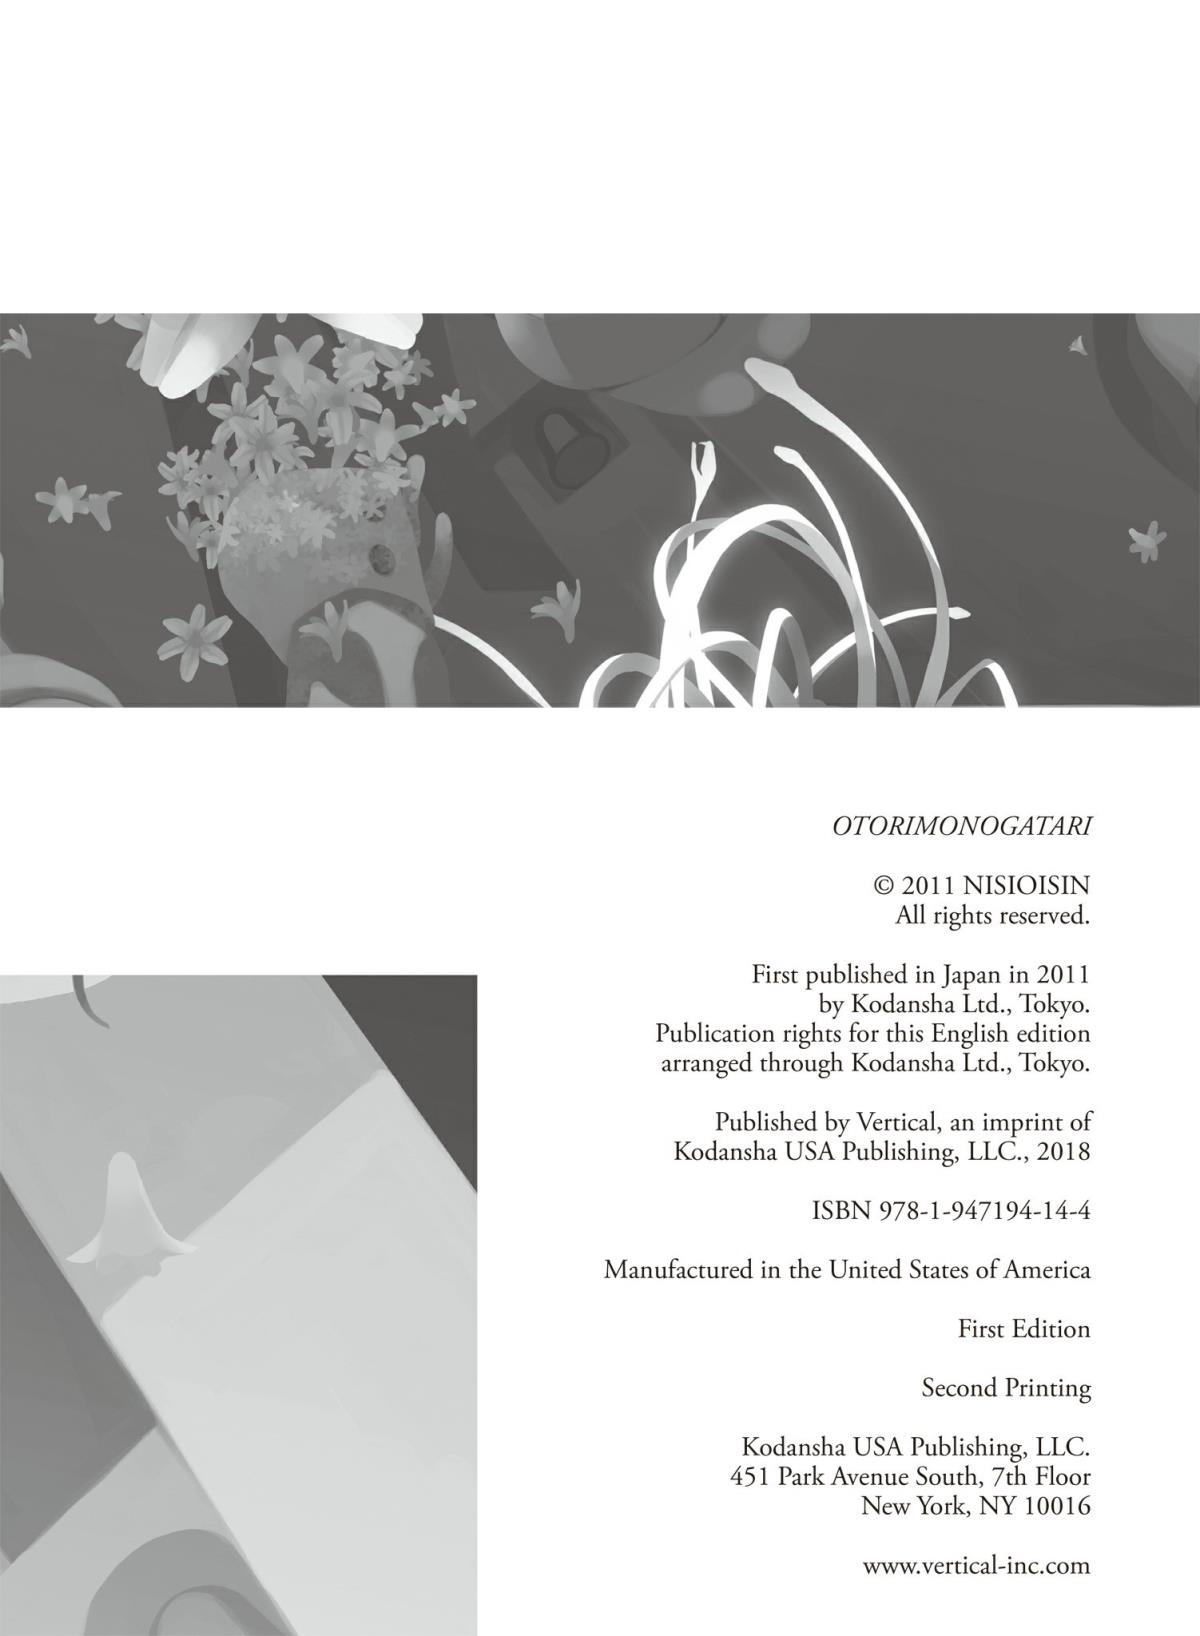 OTORIMONOGATARI
© 2011 NISIOISIN
All rights reserved.
First published in Japan in 2011
by Kodansha Ltd., Tokyo.
Publication rights for this English edition
arranged through Kodansha Ltd., Tokyo.
Published by Vertical, an imprint of
Kodansha USA Publishing, LLC., 2018
ISBN 978-1-947194-14-4
Manufactured in the United States of America
First Edition
Second Printing
Kodansha USA Publishing, LLC.
451 Park Avenue South, 7th Floor
New York, NY 10016
www.vertical-inc.com